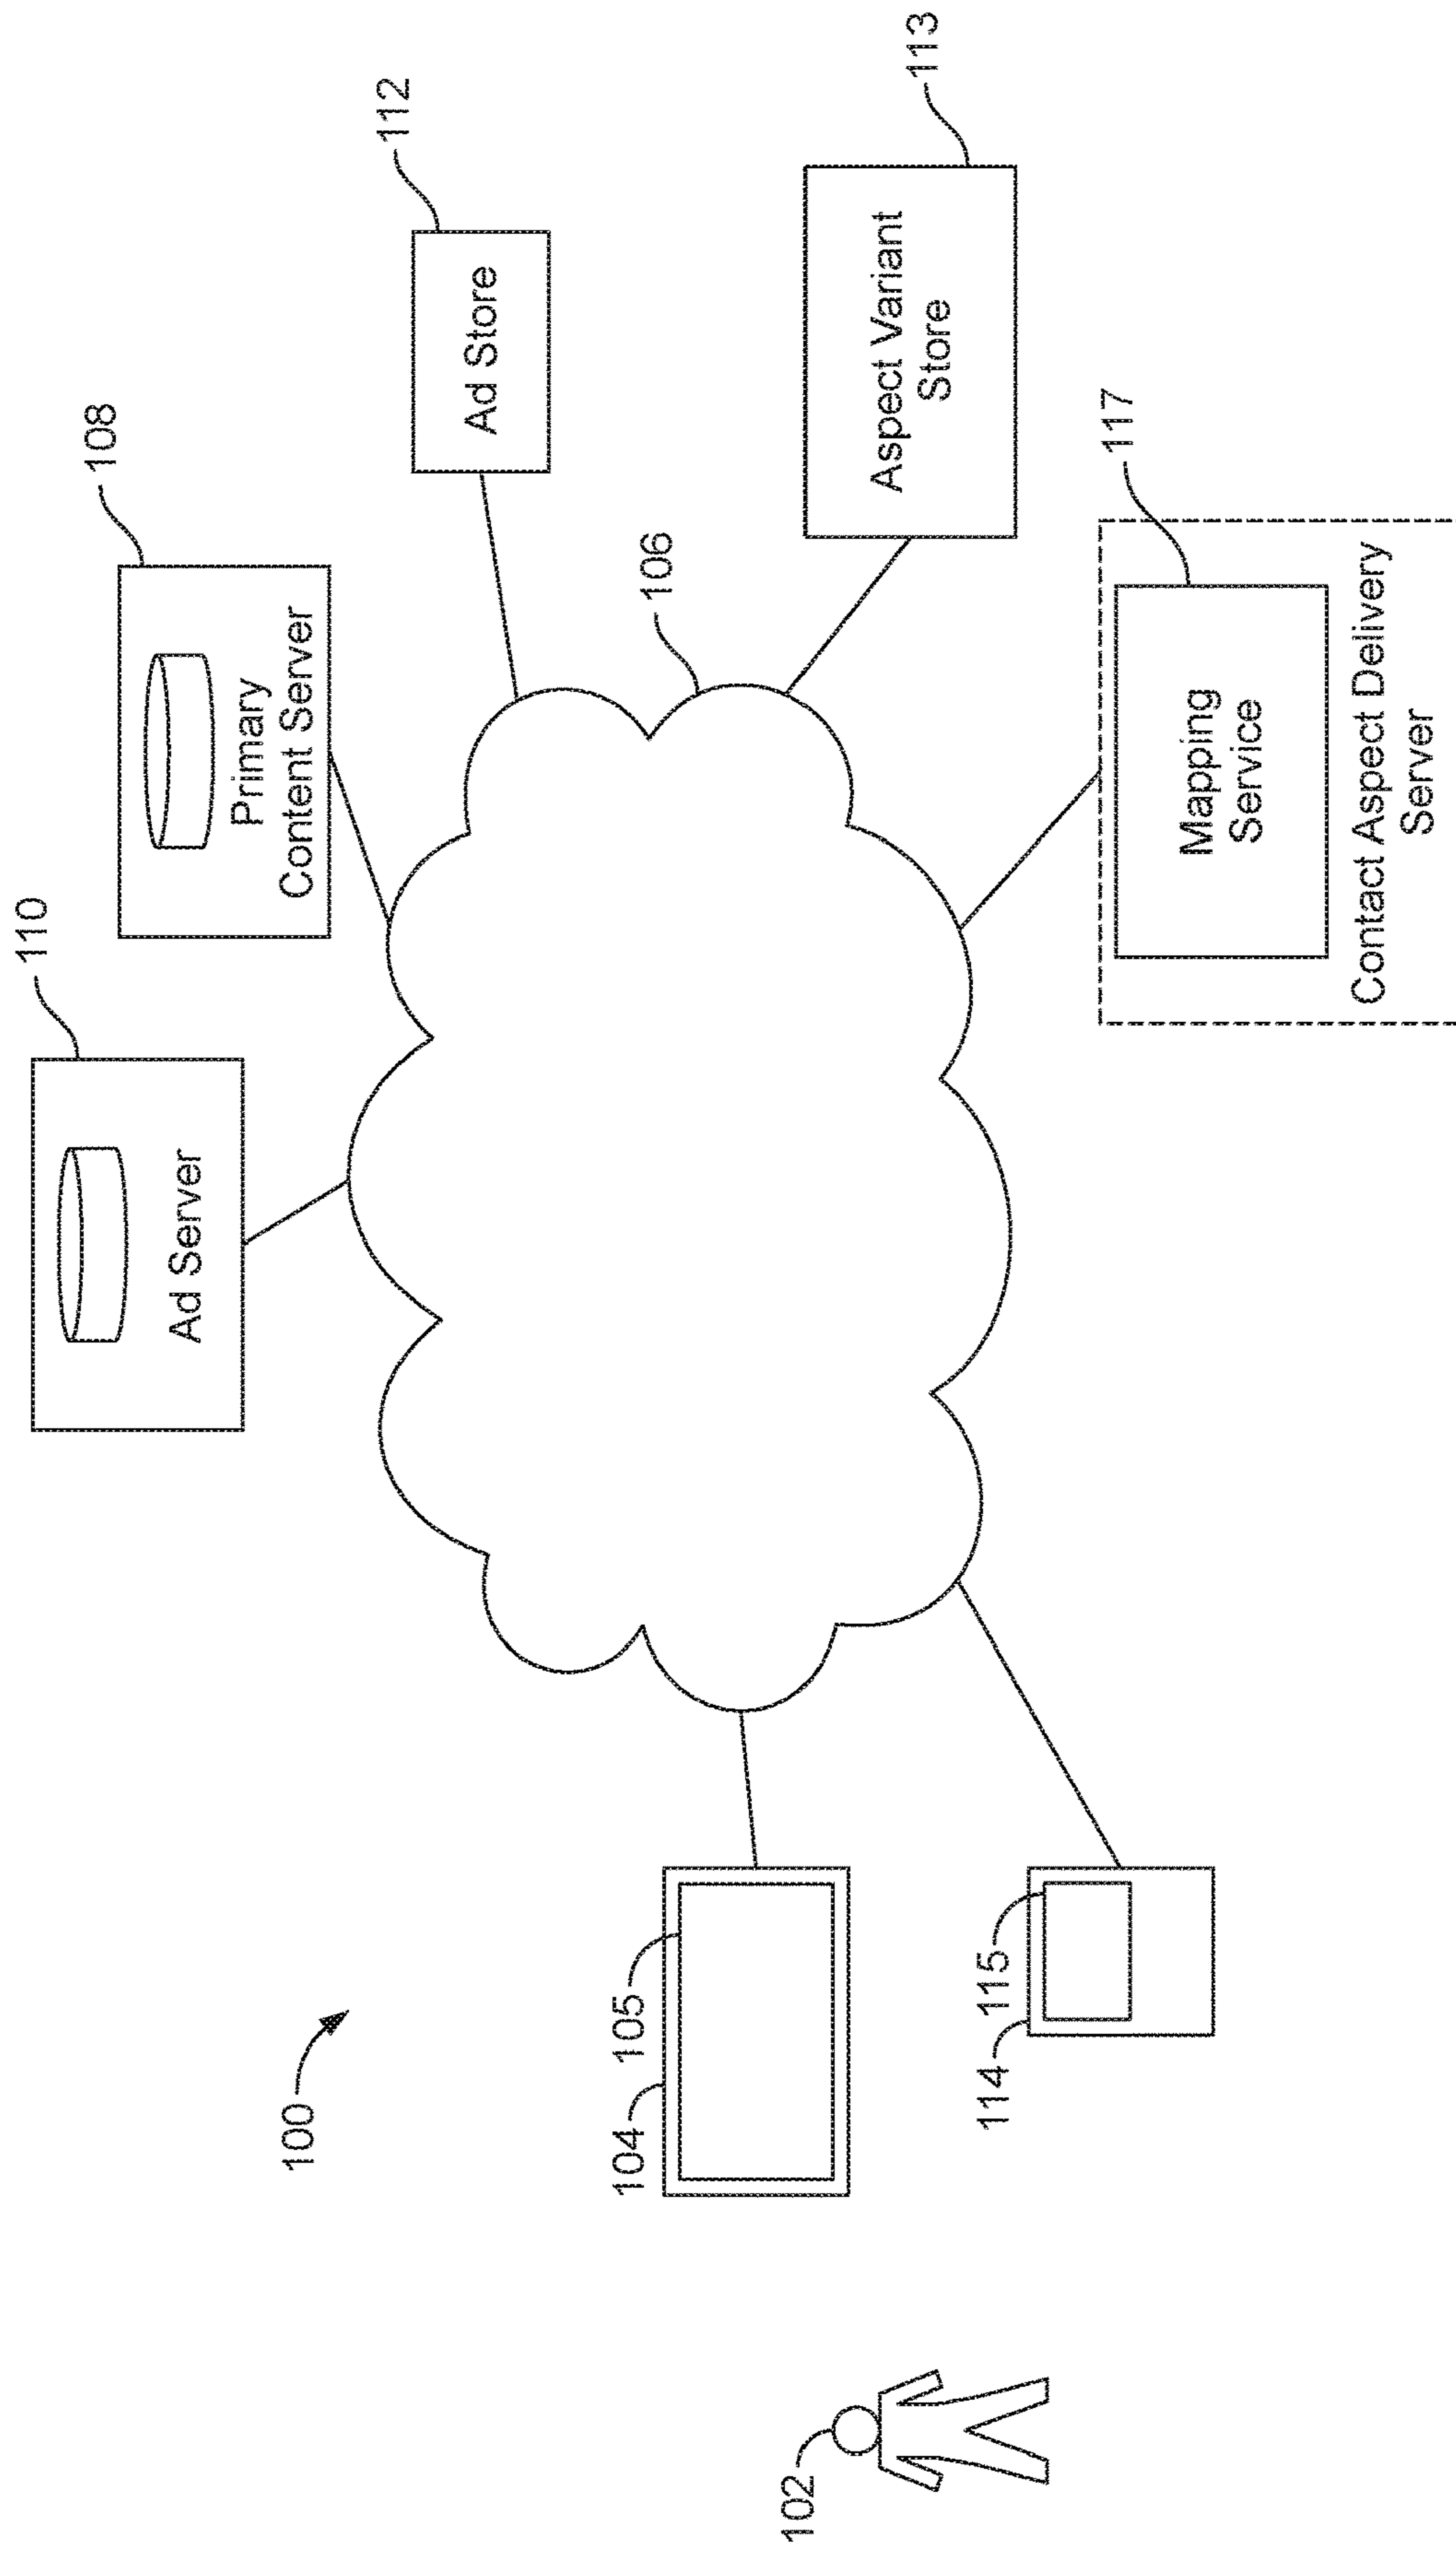 100
110
Ad Server
108
Primary
Content Server
112
Ad Store
106
113
Aspect Variant
Store
117
Mapping
Service
Contact Aspect Delivery
Server
104
105
114
115
102